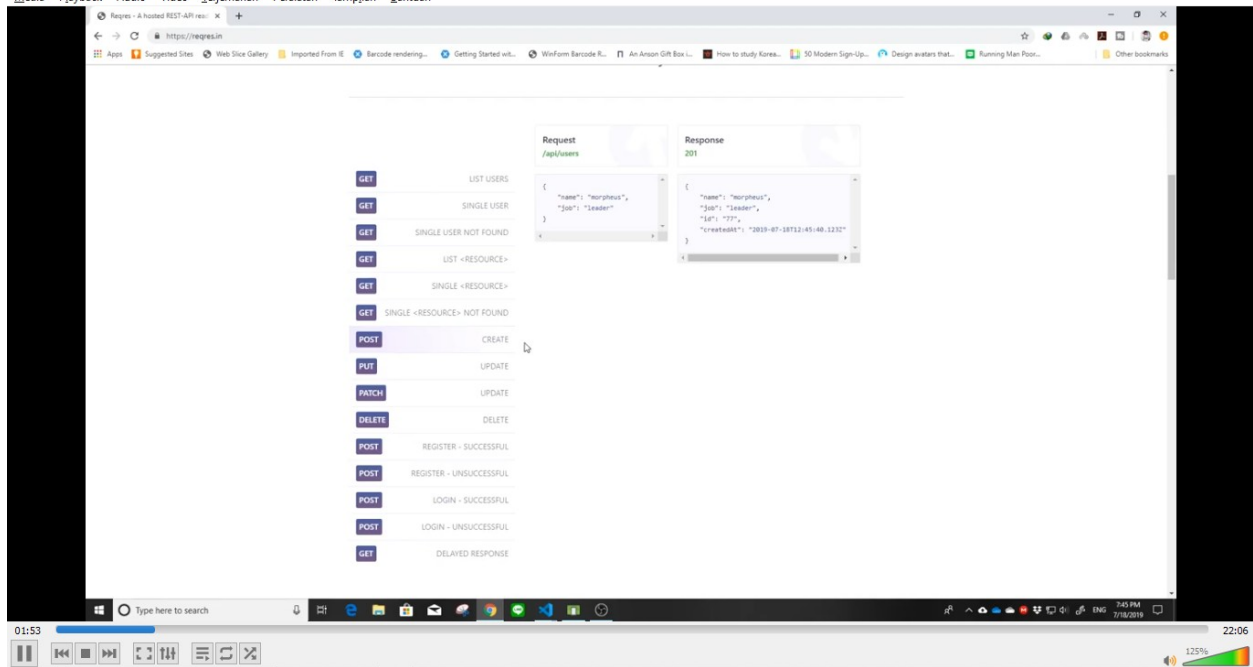 Reqres - A hosted REST-API read
https://reqres.in
Apps Suggested Sites Web Slice Gallery Imported From IE Barcode rendering... Getting Started wit... WinForm Barcode R... An Anson Gift Box i... How to study Korea... 50 Modern Sign-Up... Design avatars that... Running Man Poor... Other bookmarks
Request
/api/users
Response
201
{
"name": "morpheus",
"job": "leader"
}
{
"name": "morpheus",
"job": "leader",
"id": "77",
"createdAt": "2019-07-18T12:45:40.123Z"
}
GET LIST USERS
GET SINGLE USER
GET SINGLE USER NOT FOUND
GET LIST <RESOURCE>
GET SINGLE <RESOURCE>
GET SINGLE <RESOURCE> NOT FOUND
POST CREATE
PUT UPDATE
PATCH UPDATE
DELETE DELETE
POST REGISTER - SUCCESSFUL
POST REGISTER - UNSUCCESSFUL
POST LOGIN - SUCCESSFUL
POST LOGIN - UNSUCCESSFUL
GET DELAYED RESPONSE
Type here to search
ENG
7:45 PM
7/18/2019
01:53
22:06
125%